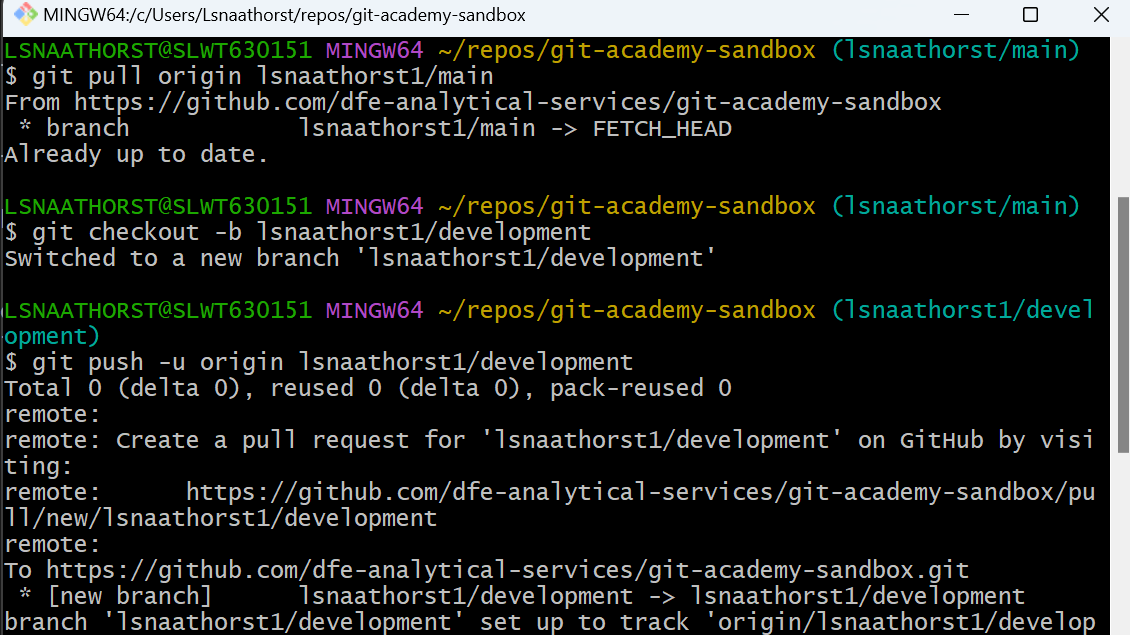 MINGW64:/c/Users/Lsnaathorst/repos/git-academy-sandbox
LSNAATHORST@SLWT630151 MINGW64 ~/repos/git-academy-sandbox (lsnaathorst/main)
$ git pull origin lsnaathorst1/main
From https://github.com/dfe-analytical-services/git-academy-sandbox
 * branch            lsnaathorst1/main -> FETCH_HEAD
Already up to date.
LSNAATHORST@SLWT630151 MINGW64 ~/repos/git-academy-sandbox (lsnaathorst/main)
$ git checkout -b lsnaathorst1/development
Switched to a new branch 'lsnaathorst1/development'
LSNAATHORST@SLWT630151 MINGW64 ~/repos/git-academy-sandbox (lsnaathorst1/devel
opment)
$ git push -u origin lsnaathorst1/development
Total 0 (delta 0), reused 0 (delta 0), pack-reused 0
remote:
remote: Create a pull request for 'lsnaathorst1/development' on GitHub by visi
ting:
remote:      https://github.com/dfe-analytical-services/git-academy-sandbox/pu
ll/new/lsnaathorst1/development
remote:
To https://github.com/dfe-analytical-services/git-academy-sandbox.git
 * [new branch]      lsnaathorst1/development -> lsnaathorst1/development
branch 'lsnaathorst1/development' set up to track 'origin/lsnaathorst1/develop